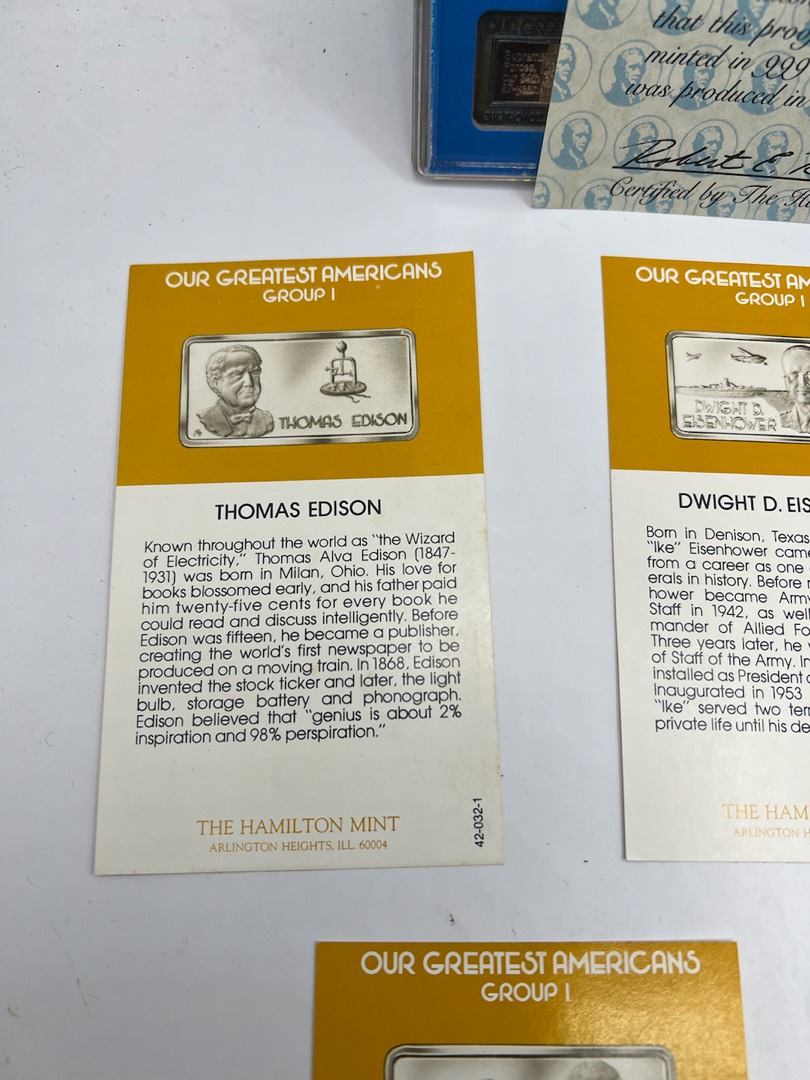 OUR GREATEST
that this proof
minted in 999
was produced in
Robert E.
Certified by The
OUR GREATEST AMERICANS
GROUP I
THOMAS EDISON
THOMAS EDISON
Known throughout the world as "the Wizard
of Electricity," Thomas Alva Edison (1847-
1931) was born in Milan, Ohio. His love for
books blossomed early, and his father paid
him twenty-five cents for every book he
could read and discuss intelligently. Before
Edison was fifteen, he became a publisher,
creating the world's first newspaper to be
produced on a moving train. In 1868, Edison
invented the stock ticker and later, the light
bulb, storage battery and phonograph.
Edison believed that "genius is about 2%
inspiration and 98% perspiration."
THE HAMILTON MINT
ARLINGTON HEIGHTS, ILL. 60004
42-032-1
OUR GREATEST AM
GROUP I
DWIGHT D.
EISENHOWER
DWIGHT D. EIS
Born in Denison, Texas
"Ike" Eisenhower came
from a career as one
erals in history. Before
hower became Army
Staff in 1942, as well
mander of Allied Fo
Three years later, he
of Staff of the Army. In
installed as President
Inaugurated in 1953
"Ike" served two ter
private life until his de
THE HAM
ARLINGTON H
OUR GREATEST AMERICANS
GROUP I